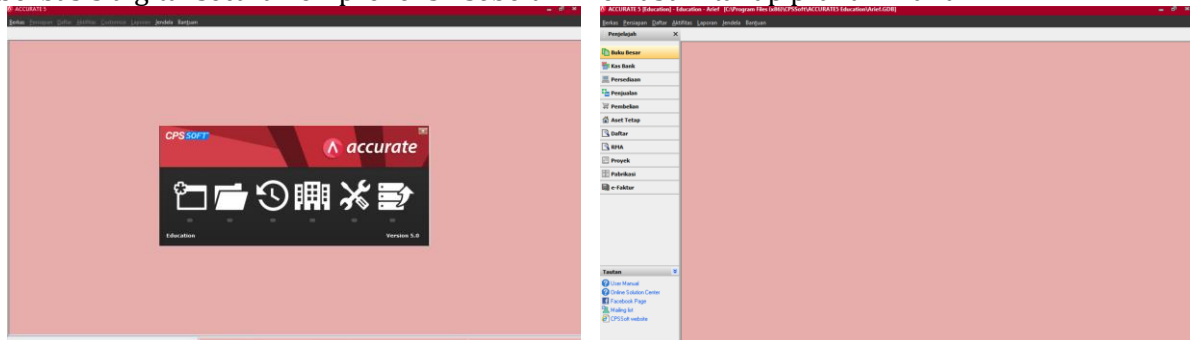 ACCURATE 5
Berkas Persiapan Daftar Aktifitas Customize Laporan Jendela Bantuan
CPSSOFT
accurate
Education
Version 5.0
ACCURATE 5 [Education] - Education - Arief [C:\Program Files (x86)\CPSSoft\ACCURATE5 Education\Arief.GDB]
Berkas Persiapan Daftar Aktifitas Laporan Jendela Bantuan
Penjelajah X
Buku Besar
Kas Bank
Persediaan
Penjualan
Pembelian
Aset Tetap
Daftar
RMA
Proyek
Pabrikasi
e-Faktur
Tautan
User Manual
Online Solution Center
Facebook Page
Mailing list
CPSSoft website